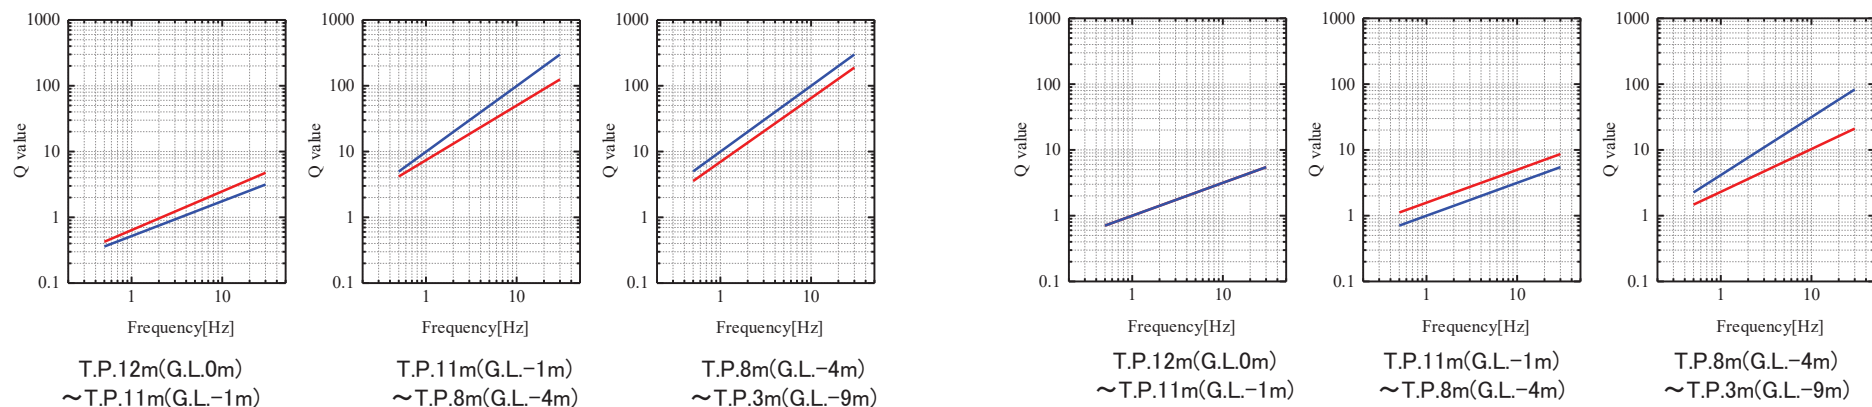 1000
100
10
1
0.1
Q value
1 10
Frequency[Hz]
T.P.12m(G.L.0m)
~T.P.11m(G.L.-1m)
1000
100
10
1
0.1
Q value
1 10
Frequency[Hz]
T.P.11m(G.L.-1m)
~T.P.8m(G.L.-4m)
1000
100
10
1
0.1
Q value
1 10
Frequency[Hz]
T.P.8m(G.L.-4m)
~T.P.3m(G.L.-9m)
1000
100
10
1
0.1
Q value
1 10
Frequency[Hz]
T.P.12m(G.L.0m)
~T.P.11m(G.L.-1m)
1000
100
10
1
0.1
Q value
1 10
Frequency[Hz]
T.P.11m(G.L.-1m)
~T.P.8m(G.L.-4m)
1000
100
10
1
0.1
Q value
1 10
Frequency[Hz]
T.P.8m(G.L.-4m)
~T.P.3m(G.L.-9m)